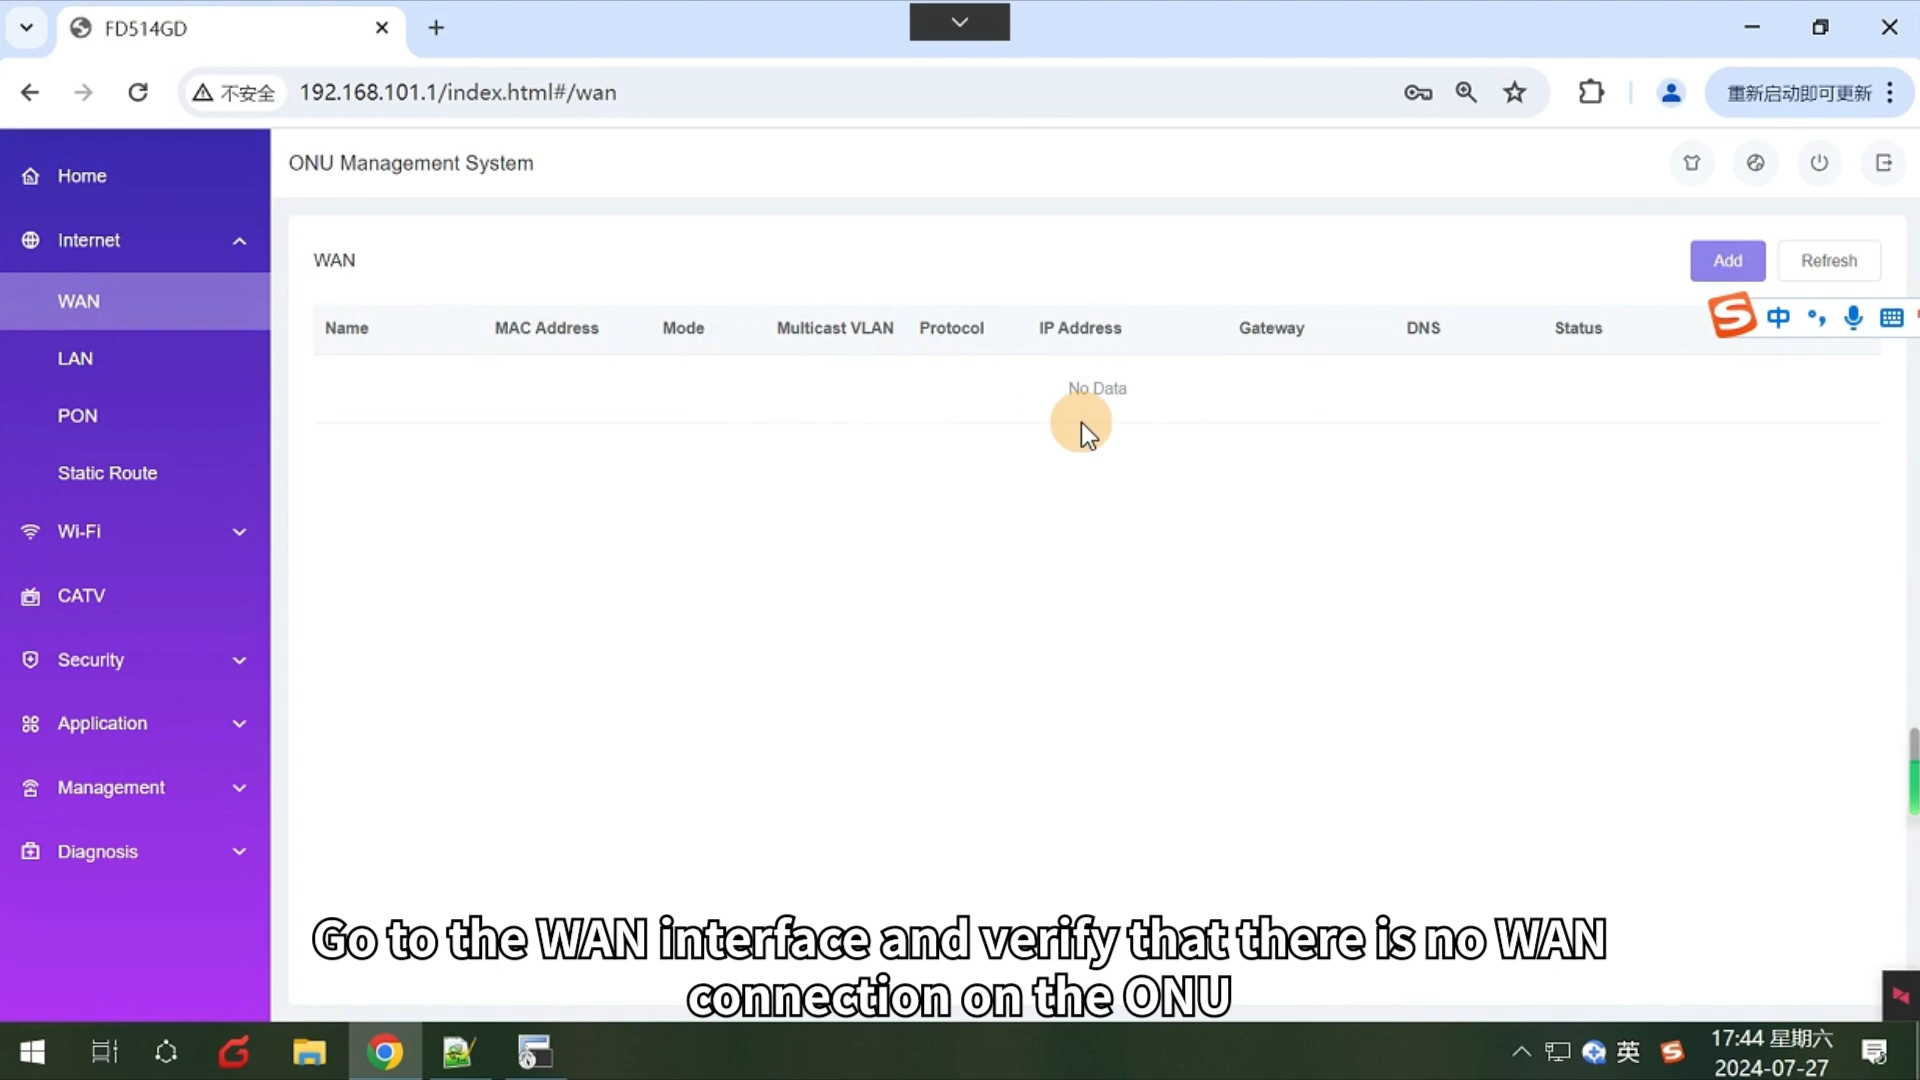 FD514GD
不安全
192.168.101.1/index.html#/wan
重新启动即可更新
ONU Management System
Home
Internet
WAN
LAN
PON
Static Route
Wi-Fi
CATV
Security
Application
Management
Diagnosis
WAN
Add
Refresh
Name MAC Address Mode Multicast VLAN Protocol IP Address Gateway DNS Status
No Data
中
Go to the WAN interface and verify that there is no WAN
connection on the ONU
英
17:44 星期六
2024-07-27